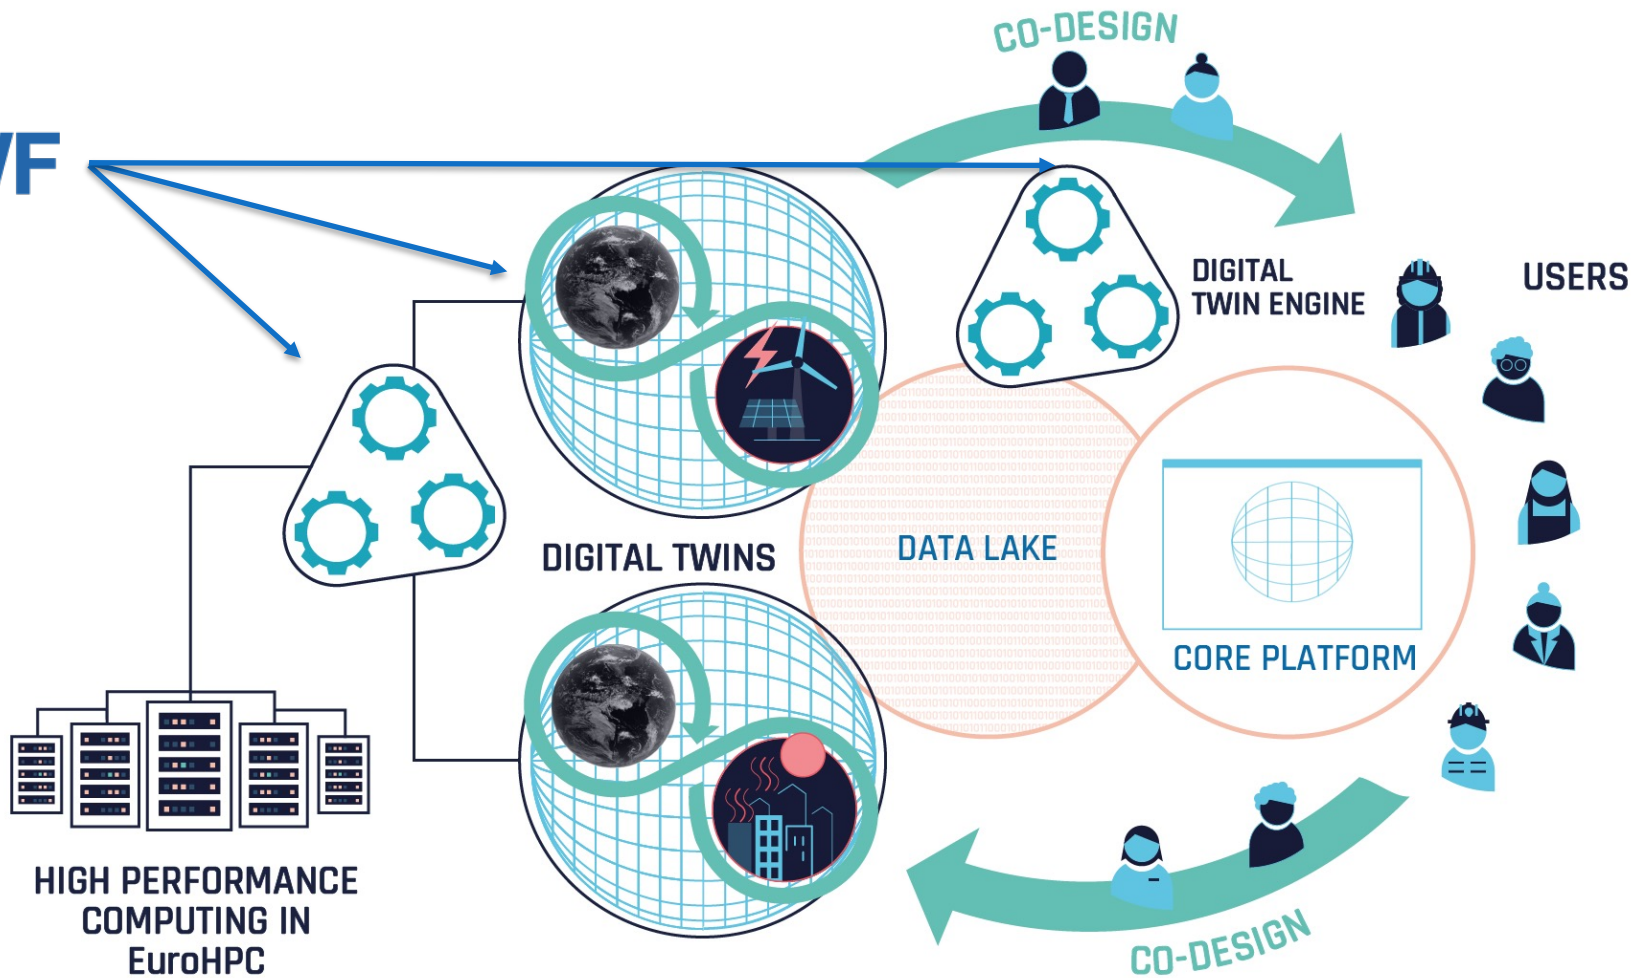 CO-DESIGN
WF
DIGITAL
TWIN ENGINE
USERS
DIGITAL TWINS
DATA LAKE
CORE PLATFORM
HIGH PERFORMANCE
COMPUTING IN
EuroHPC
CO-DESIGN